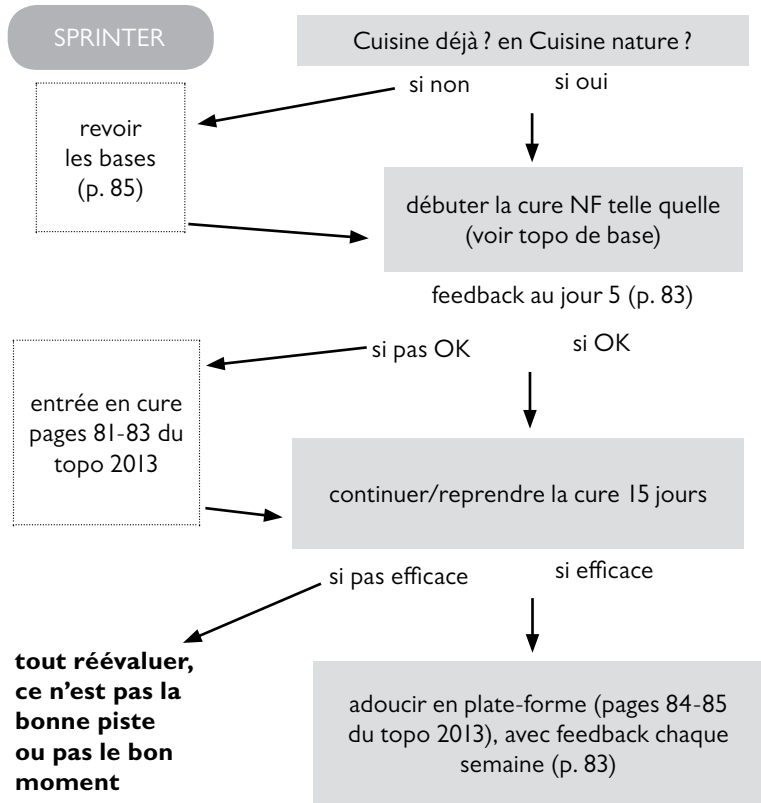 SPRINTER
Cuisine déjà ? en Cuisine nature ?
si non
si oui
revoir
les bases
(p. 85)
débuter la cure NF telle quelle
(voir topo de base)
feedback au jour 5 (p. 83)
si pas OK
si OK
entrée en cure
pages 81-83 du
topo 2013
continuer/reprendre la cure 15 jours
si pas efficace
si efficace
tout réévaluer,
ce n'est pas la
bonne piste
ou pas le bon
moment
adoucir en plate-forme (pages 84-85
du topo 2013), avec feedback chaque
semaine (p. 83)